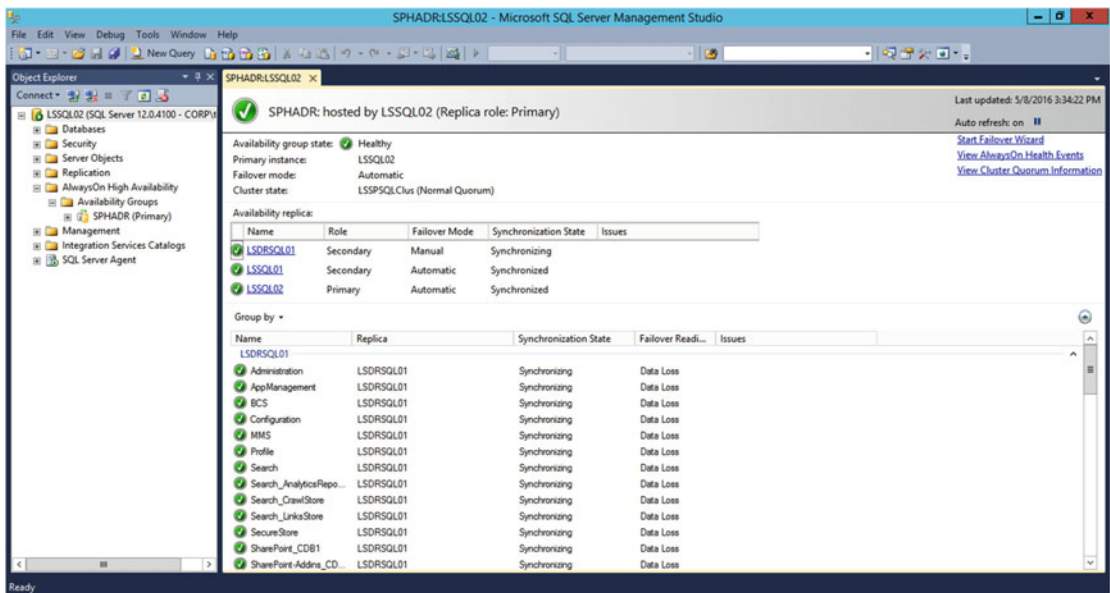 SPHADR:LSSQL02 - Microsoft SQL Server Management Studio
File Edit View Debug Tools Window Help
New Query
Object Explorer
SPHADR:LSSQL02
Connect
LSSQL02 (SQL Server 12.0.4100 - CORP\
Databases
Security
Server Objects
Replication
AlwaysOn High Availability
Availability Groups
SPHADR (Primary)
Management
Integration Services Catalogs
SQL Server Agent
SPHADR: hosted by LSSQL02 (Replica role: Primary)
Last updated: 5/8/2016 3:34:22 PM
Auto refresh: on
Start Failover Wizard
View AlwaysOn Health Events
View Cluster Quorum Information
Availability group state: Healthy
Primary instance: LSSQL02
Failover mode: Automatic
Cluster state: LSSPSQLClus (Normal Quorum)
Availability replica:
Name Role Failover Mode Synchronization State Issues
LSDRSQL01 Secondary Manual Synchronizing
LSSQL01 Secondary Automatic Synchronized
LSSQL02 Primary Automatic Synchronized
Group by
Name Replica Synchronization State Failover Readi... Issues
LSDRSQL01
Administration LSDRSQL01 Synchronizing Data Loss
AppManagement LSDRSQL01 Synchronizing Data Loss
BCS LSDRSQL01 Synchronizing Data Loss
Configuration LSDRSQL01 Synchronizing Data Loss
MMS LSDRSQL01 Synchronizing Data Loss
Profile LSDRSQL01 Synchronizing Data Loss
Search LSDRSQL01 Synchronizing Data Loss
Search_AnalyticsRepo... LSDRSQL01 Synchronizing Data Loss
Search_CrawlStore LSDRSQL01 Synchronizing Data Loss
Search_LinksStore LSDRSQL01 Synchronizing Data Loss
SecureStore LSDRSQL01 Synchronizing Data Loss
SharePoint_CDB1 LSDRSQL01 Synchronizing Data Loss
SharePoint-Addins_CD... LSDRSQL01 Synchronizing Data Loss
Ready